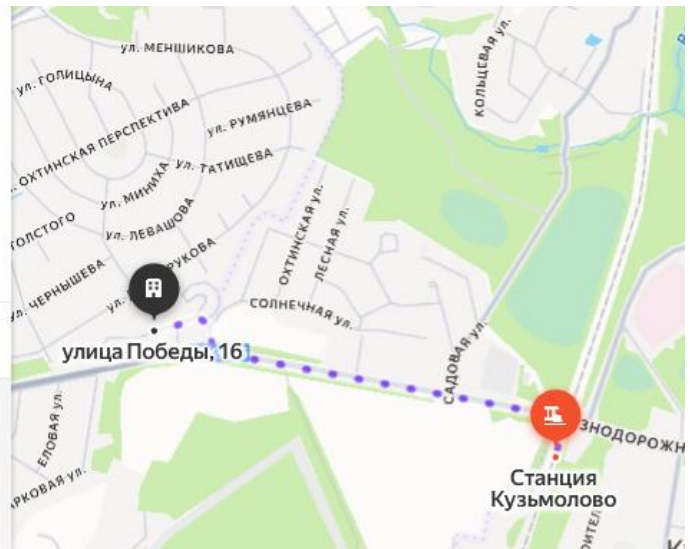 ул. МЕНШИКОВА
ул. ГОЛИЦЫНА
КОЛЬЦЕВАЯ ул.
ОХТИНСКАЯ ПЕРСПЕКТИВА
ул. РУМЯНЦЕВА
ул. ТАТИЩЕВА
ул. МИНИХА
ТОЛСТОГО
ул. ЛЕВАШОВА
ОХТИНСКАЯ ул.
ЛЕСНАЯ ул.
ул. ЧЕРНЫШЕВА
СОЛНЕЧНАЯ ул.
улица Победы, 16
САДОВАЯ ул.
ЕЛОВАЯ ул.
Станция
Кузьмолово